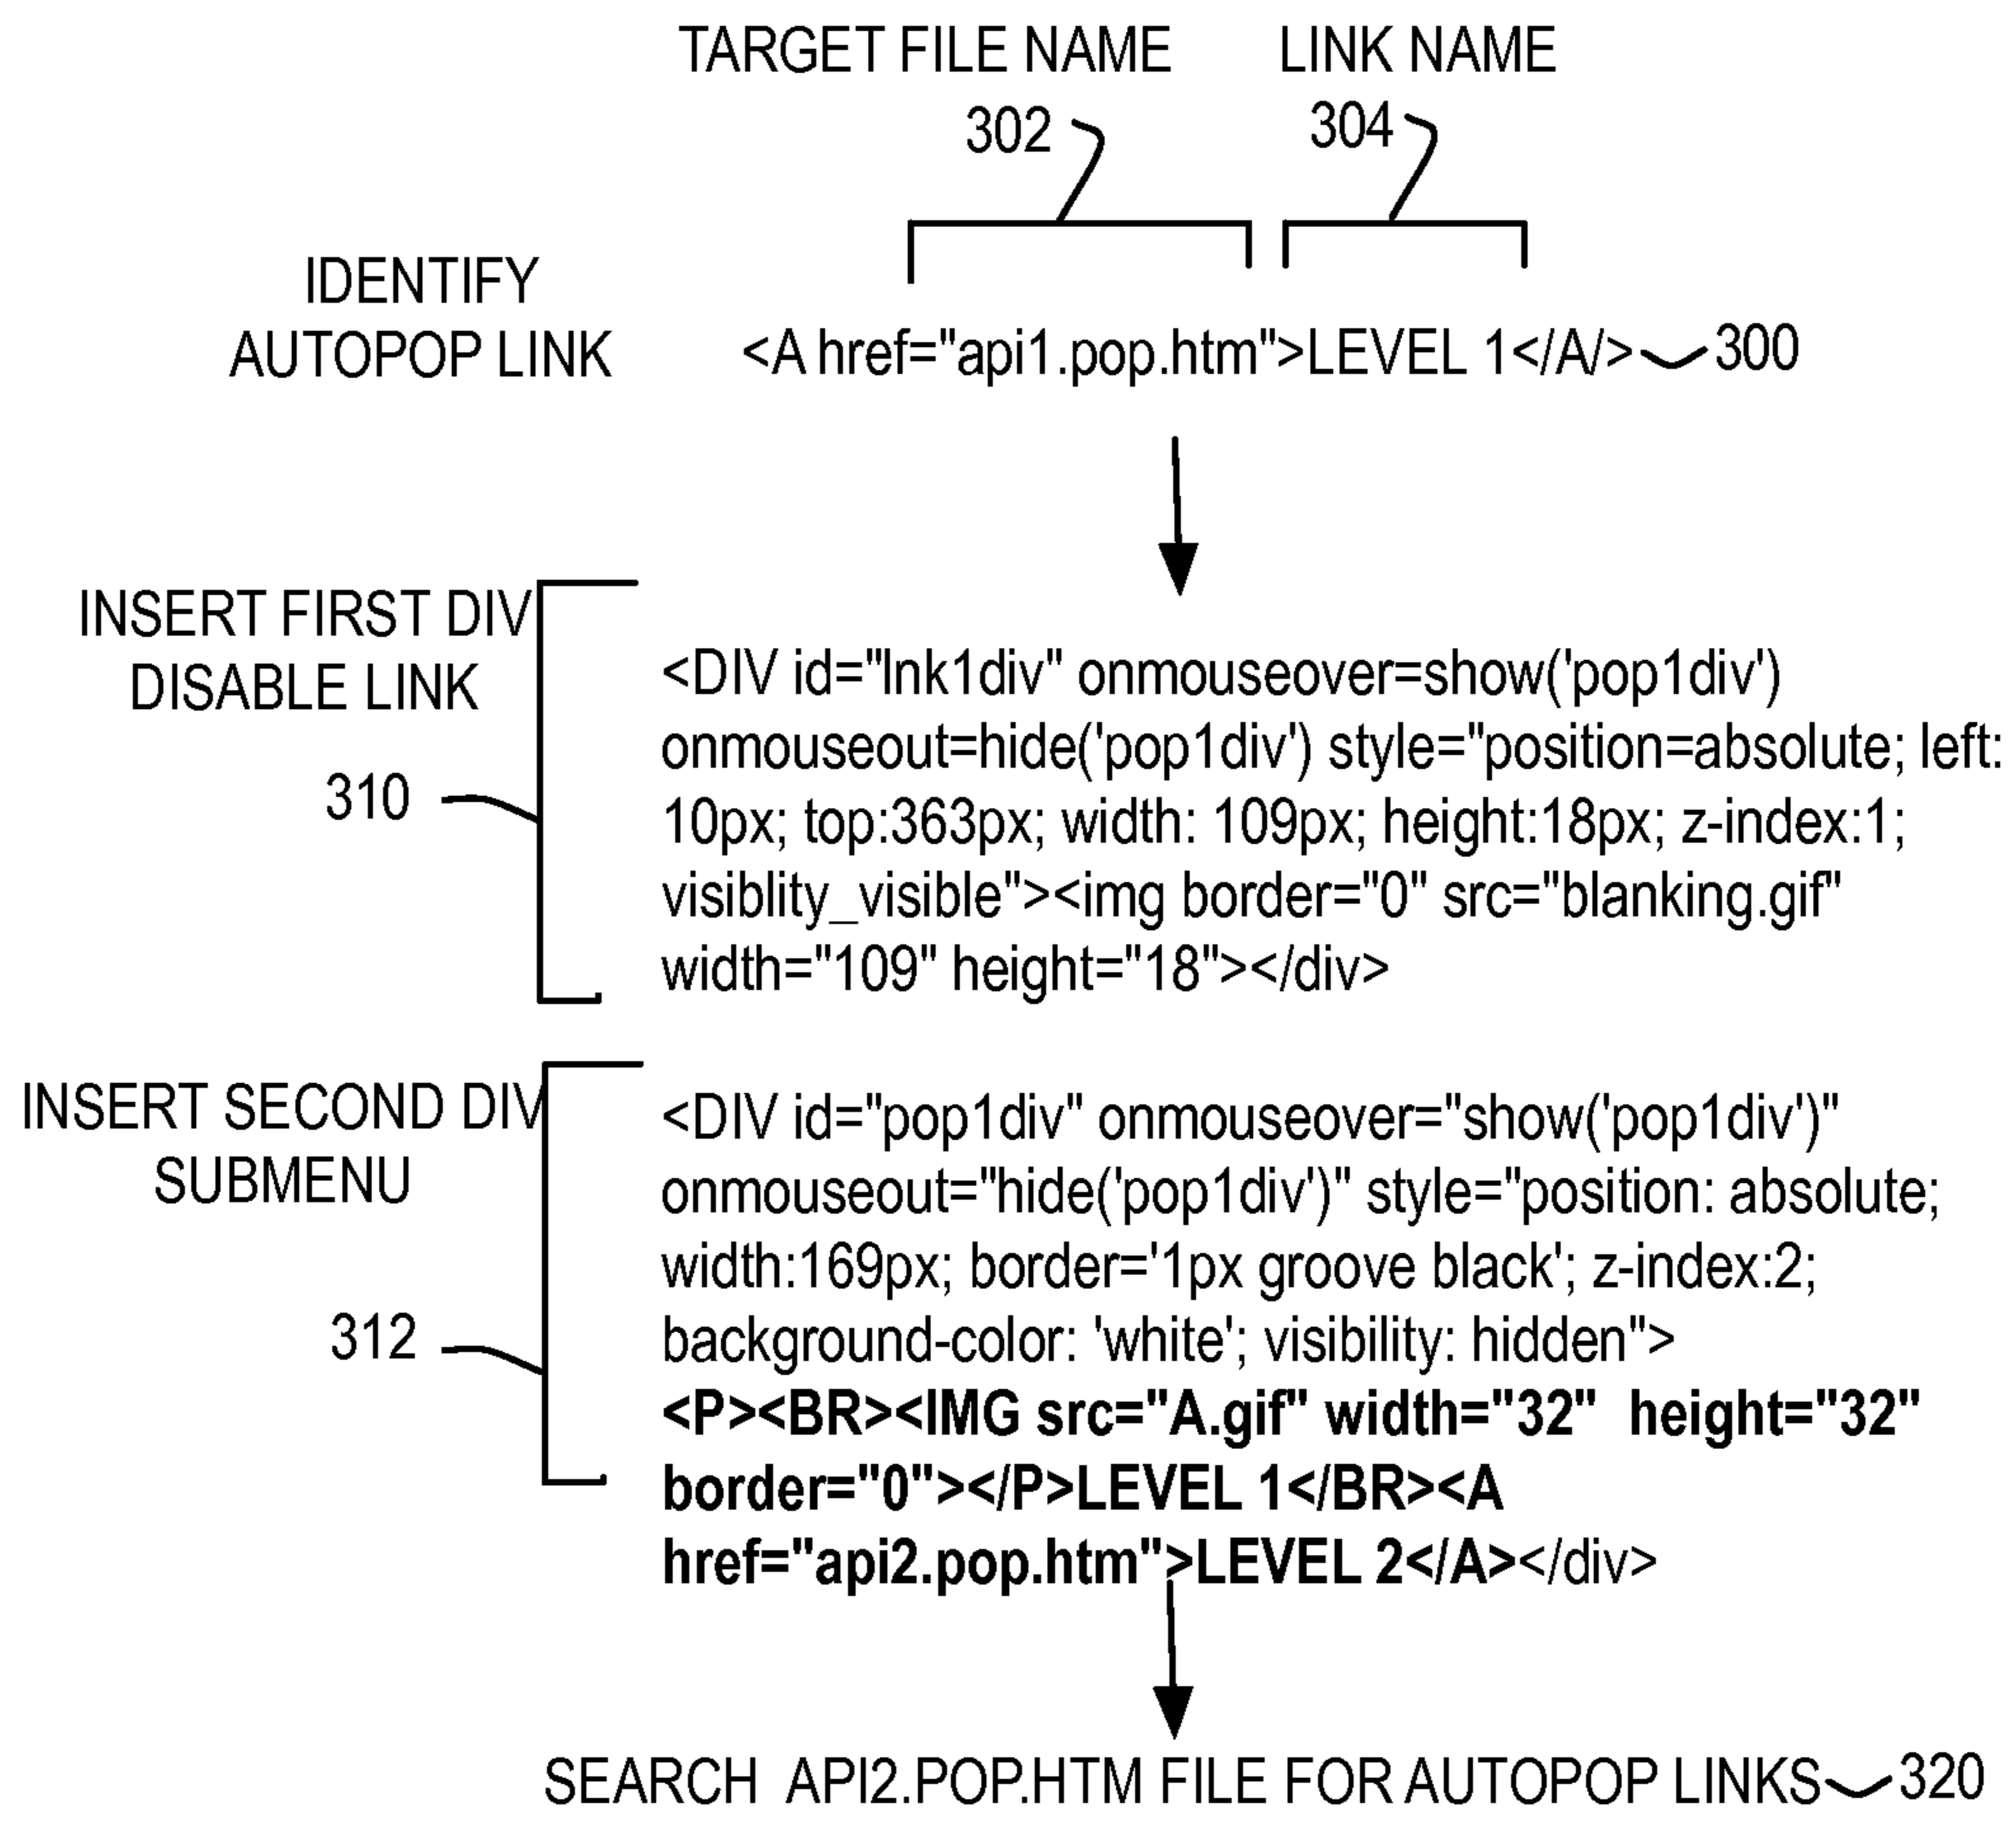 TARGET FILE NAME LINK NAME
302 304
IDENTIFY
AUTOPOP LINK
<A href="api1.pop.htm">LEVEL 1</A/> 300
INSERT FIRST DIV
DISABLE LINK
310
<DIV id="lnk1div" onmouseover=show('pop1div')
onmouseout=hide('pop1div') style="position=absolute; left:
10px; top:363px; width: 109px; height:18px; z-index:1;
visiblity_visible"><img border="0" src="blanking.gif"
width="109" height="18"></div>
INSERT SECOND DIV
SUBMENU
312
<DIV id="pop1div" onmouseover="show('pop1div')"
onmouseout="hide('pop1div')" style="position: absolute;
width:169px; border='1px groove black'; z-index:2;
background-color: 'white'; visibility: hidden">
<P><BR><IMG src="A.gif" width="32" height="32"
border="0"></P>LEVEL 1</BR><A
href="api2.pop.htm">LEVEL 2</A></div>
SEARCH API2.POP.HTM FILE FOR AUTOPOP LINKS 320